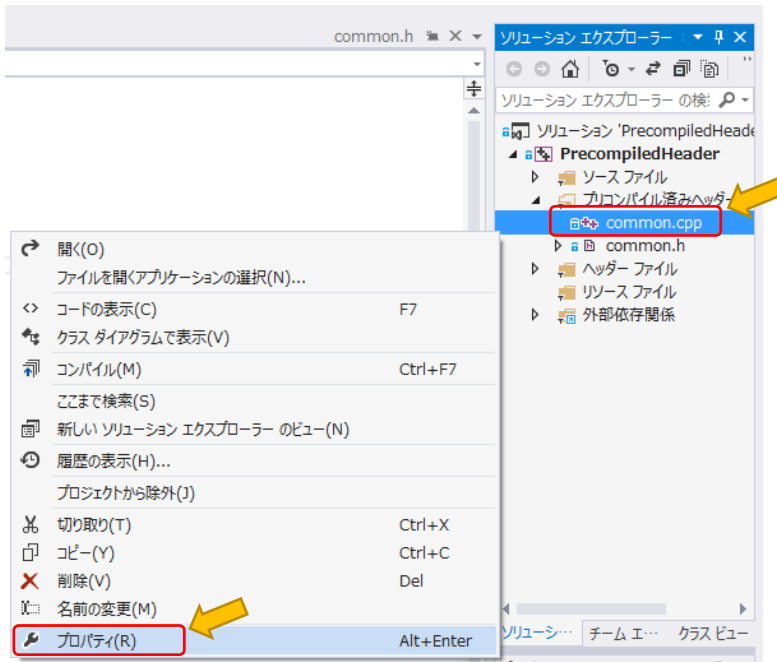 common.h
ソリューション エクスプローラー
ソリューション エクスプローラー の検
ソリューション 'PrecompiledHeade
PrecompiledHeader
ソース ファイル
プリコンパイル済みヘッダー
common.cpp
common.h
ヘッダー ファイル
リソース ファイル
外部依存関係
開く(O)
ファイルを開くアプリケーションの選択(N)...
コードの表示(C) F7
クラス ダイアグラムで表示(V)
コンパイル(M) Ctrl+F7
ここまで検索(S)
新しい ソリューション エクスプローラー のビュー(N)
履歴の表示(H)...
プロジェクトから除外(J)
切り取り(T) Ctrl+X
コピー(Y) Ctrl+C
削除(V) Del
名前の変更(M)
プロパティ(R) Alt+Enter
ソリューシ… チーム エ… クラス ビュー